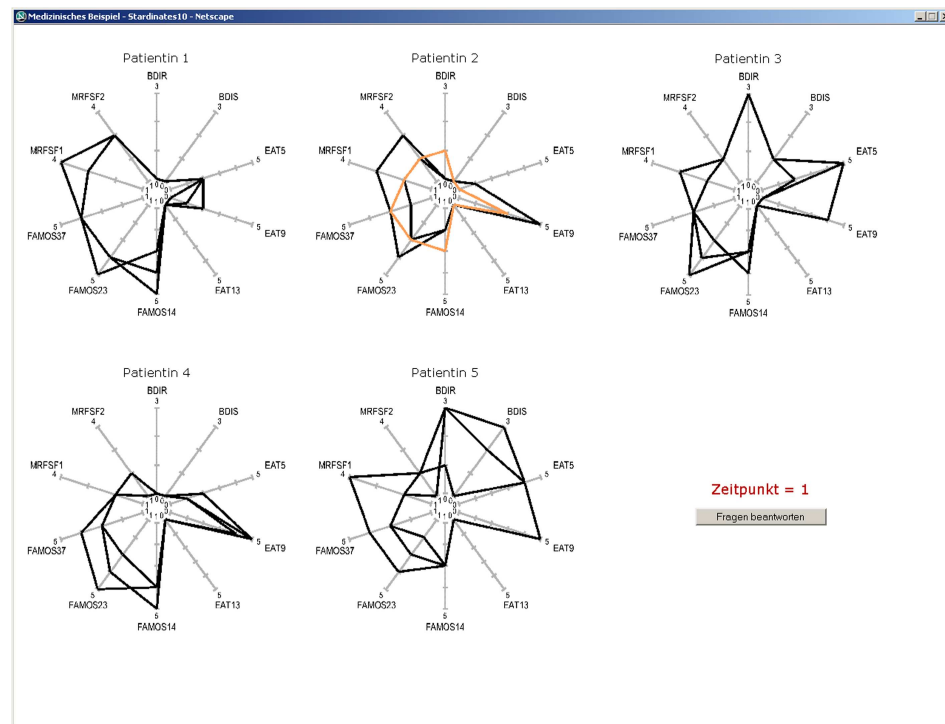 Medizinisches Beispiel - Stardinates10 - Netscape
Patientin 1
BDIR
3
BDIS
3
EAT5
5
EAT9
5
EAT13
5
FAMOS14
5
FAMOS23
5
FAMOS37
5
MRFSF1
4
MRFSF2
4
Patientin 2
BDIR
3
BDIS
3
EAT5
5
EAT9
5
EAT13
5
FAMOS14
5
FAMOS23
5
FAMOS37
5
MRFSF1
4
MRFSF2
4
Patientin 3
BDIR
3
BDIS
3
EAT5
5
EAT9
5
EAT13
5
FAMOS14
5
FAMOS23
5
FAMOS37
5
MRFSF1
4
MRFSF2
4
Patientin 4
BDIR
3
BDIS
3
EAT5
5
EAT9
5
EAT13
5
FAMOS14
5
FAMOS23
5
FAMOS37
5
MRFSF1
4
MRFSF2
4
Patientin 5
BDIR
3
BDIS
3
EAT5
5
EAT9
5
EAT13
5
FAMOS14
5
FAMOS23
5
FAMOS37
5
MRFSF1
4
MRFSF2
4
Zeitpunkt = 1
Fragen beantworten